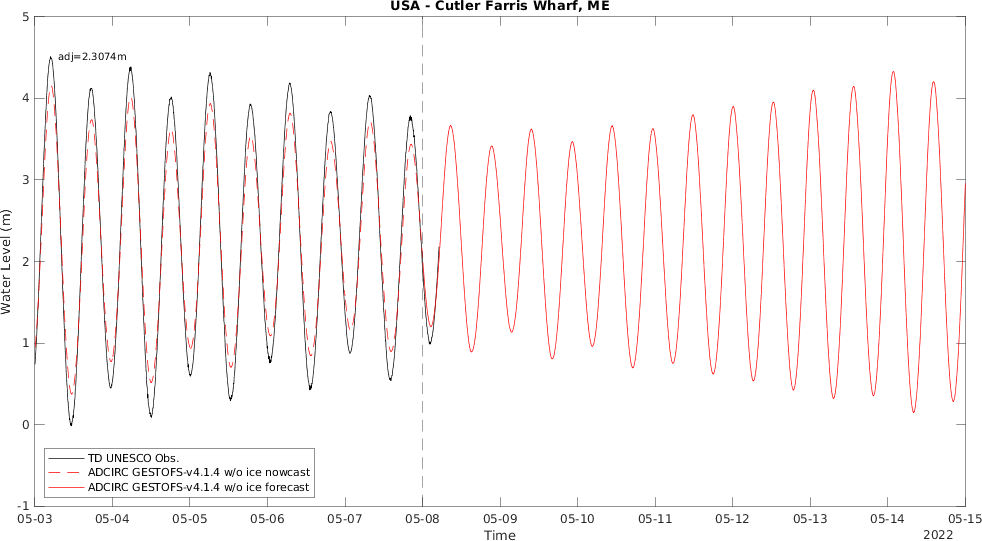 USA - Cutler Farris Wharf, ME
5
4
3
2
1
0
-1
Water Level (m)
adj=2.3074m
TD UNESCO Obs.
ADCIRC GESTOFS-v4.1.4 w/o ice nowcast
ADCIRC GESTOFS-v4.1.4 w/o ice forecast
05-03 05-04 05-05 05-06 05-07 05-08 05-09 05-10 05-11 05-12 05-13 05-14 05-15
Time
2022